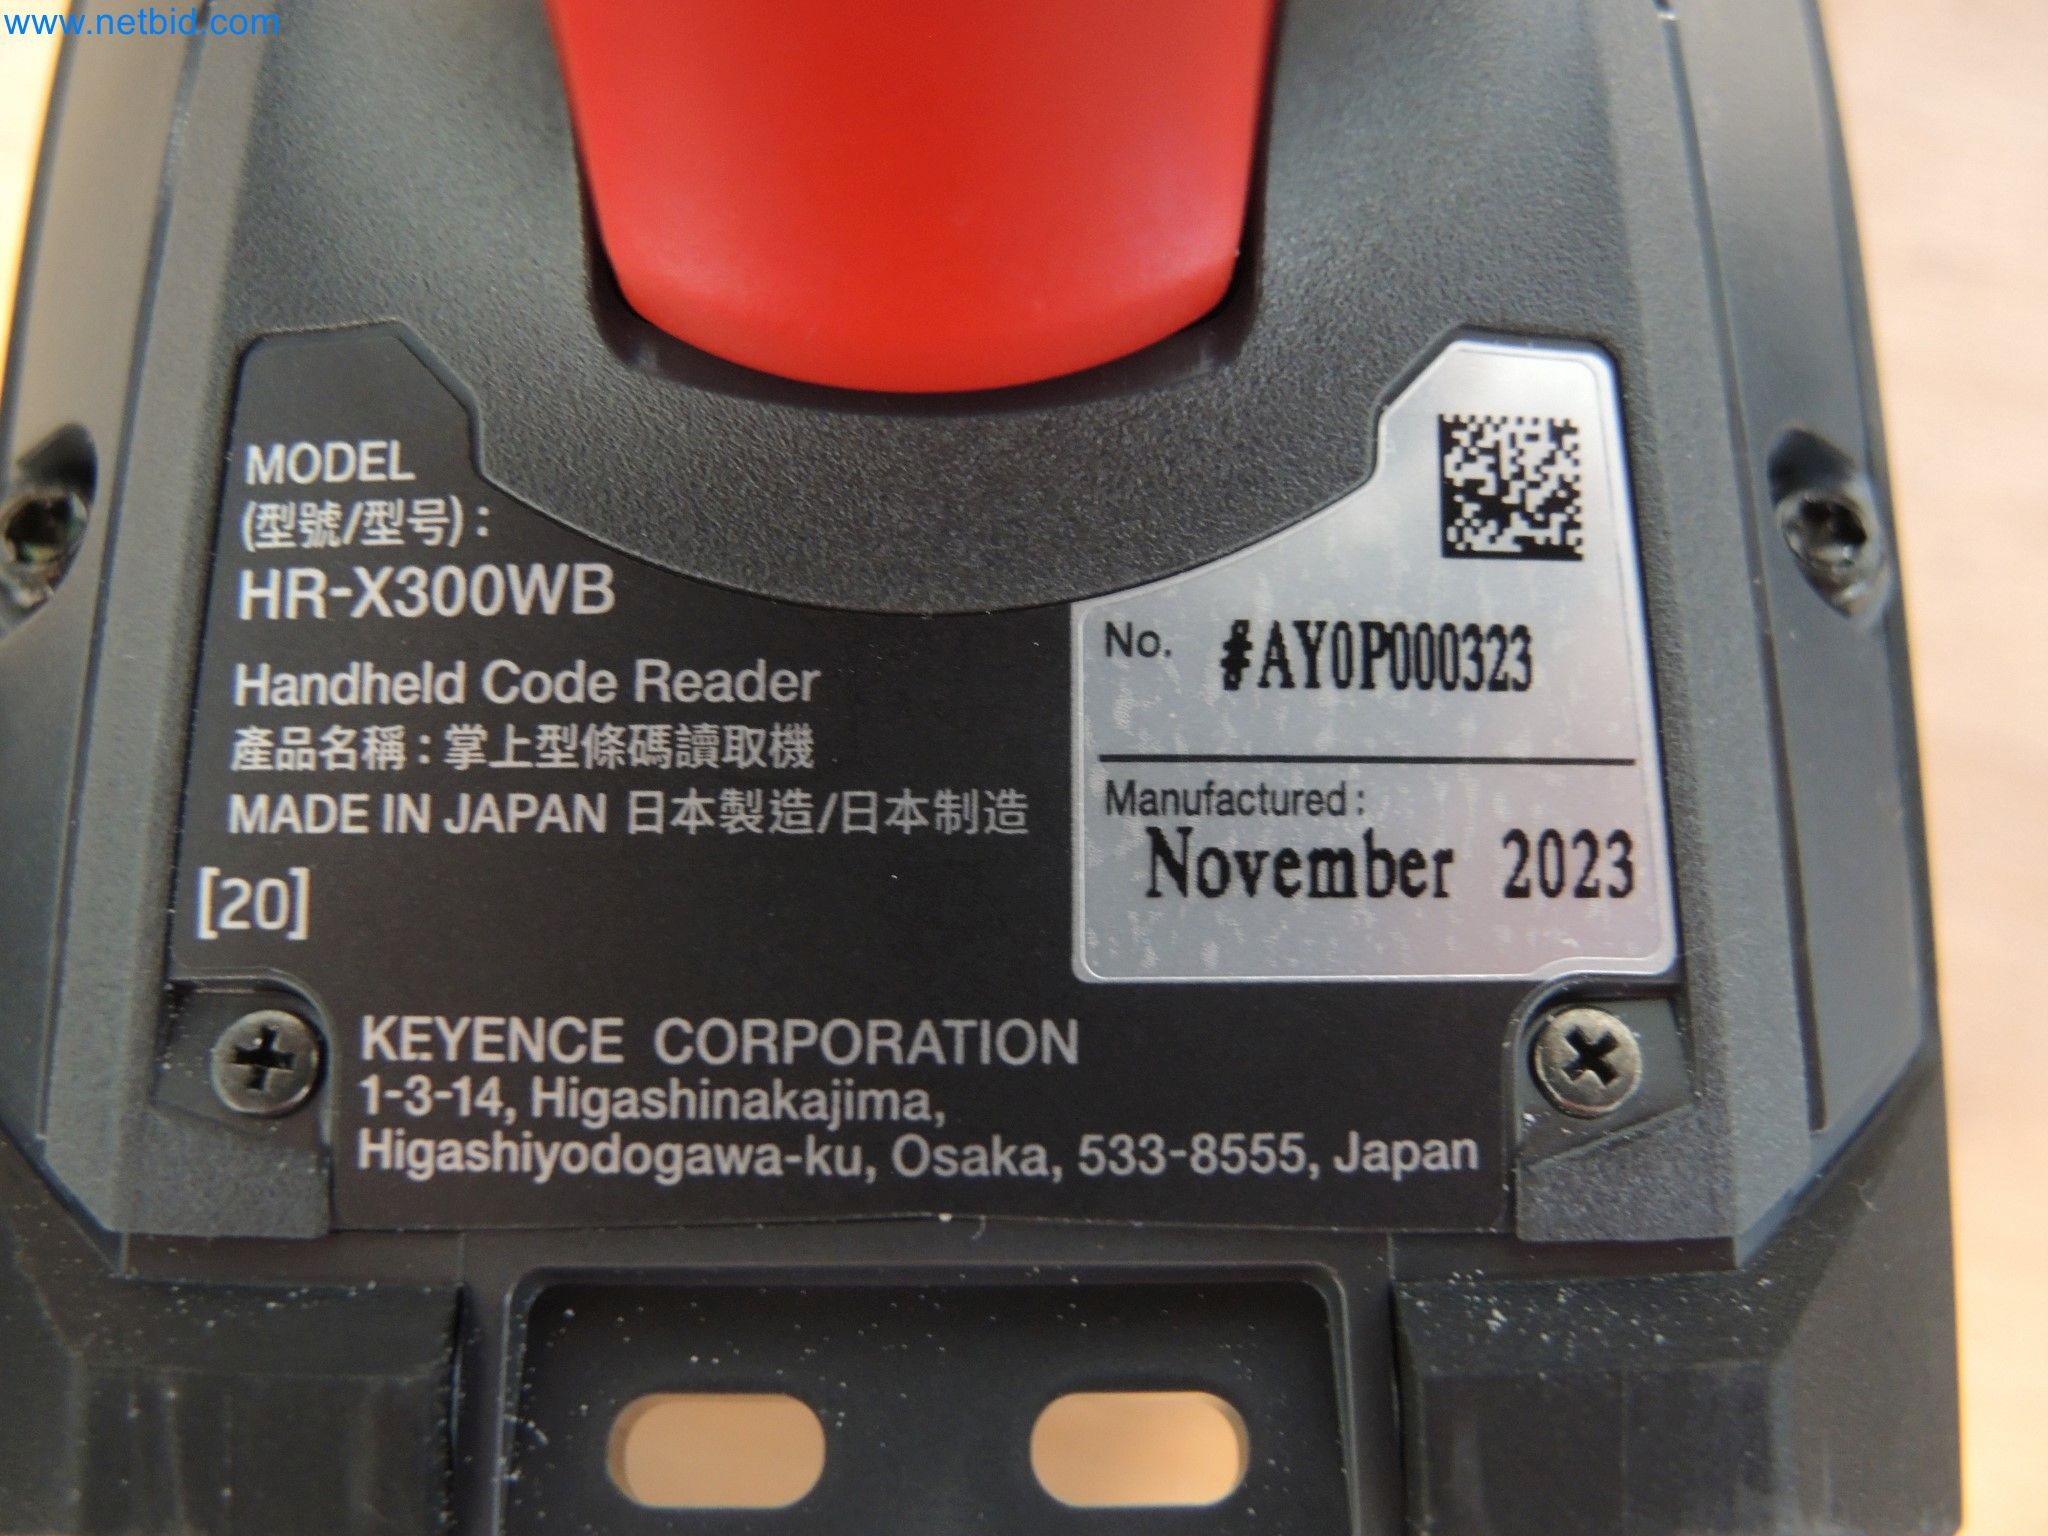 www.netbid.com
MODEL
(型號/型号) :
HR-X300WB
Handheld Code Reader
產品名稱 : 掌上型條碼讀取機
MADE IN JAPAN 日本製造/日本制造
[20]
No. #AY0P000323
Manufactured :
November 2023
KEYENCE CORPORATION
1-3-14, Higashinakajima,
Higashiyodogawa-ku, Osaka, 533-8555, Japan